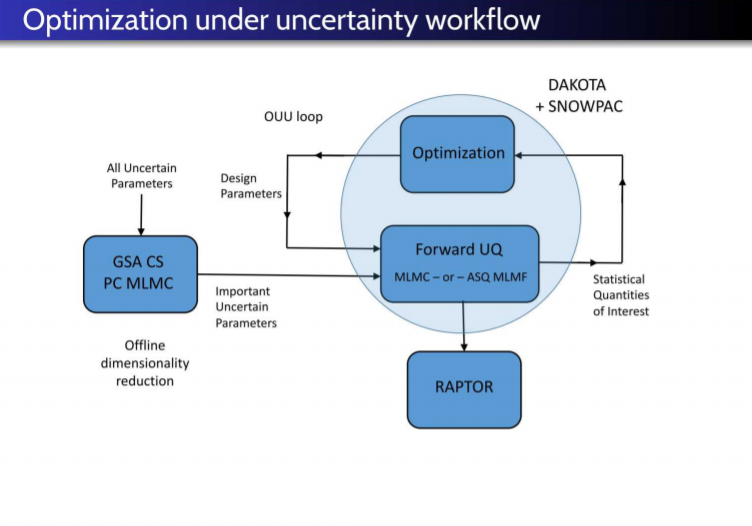 Optimization under uncertainty workflow
DAKOTA
+ SNOWPAC
OUU loop
Optimization
All Uncertain
Parameters
Design
Parameters
GSA CS
PC MLMC
Forward UQ
MLMC – or – ASQ MLMF
Important
Uncertain
Parameters
Statistical
Quantities
of Interest
Offline
dimensionality
reduction
RAPTOR